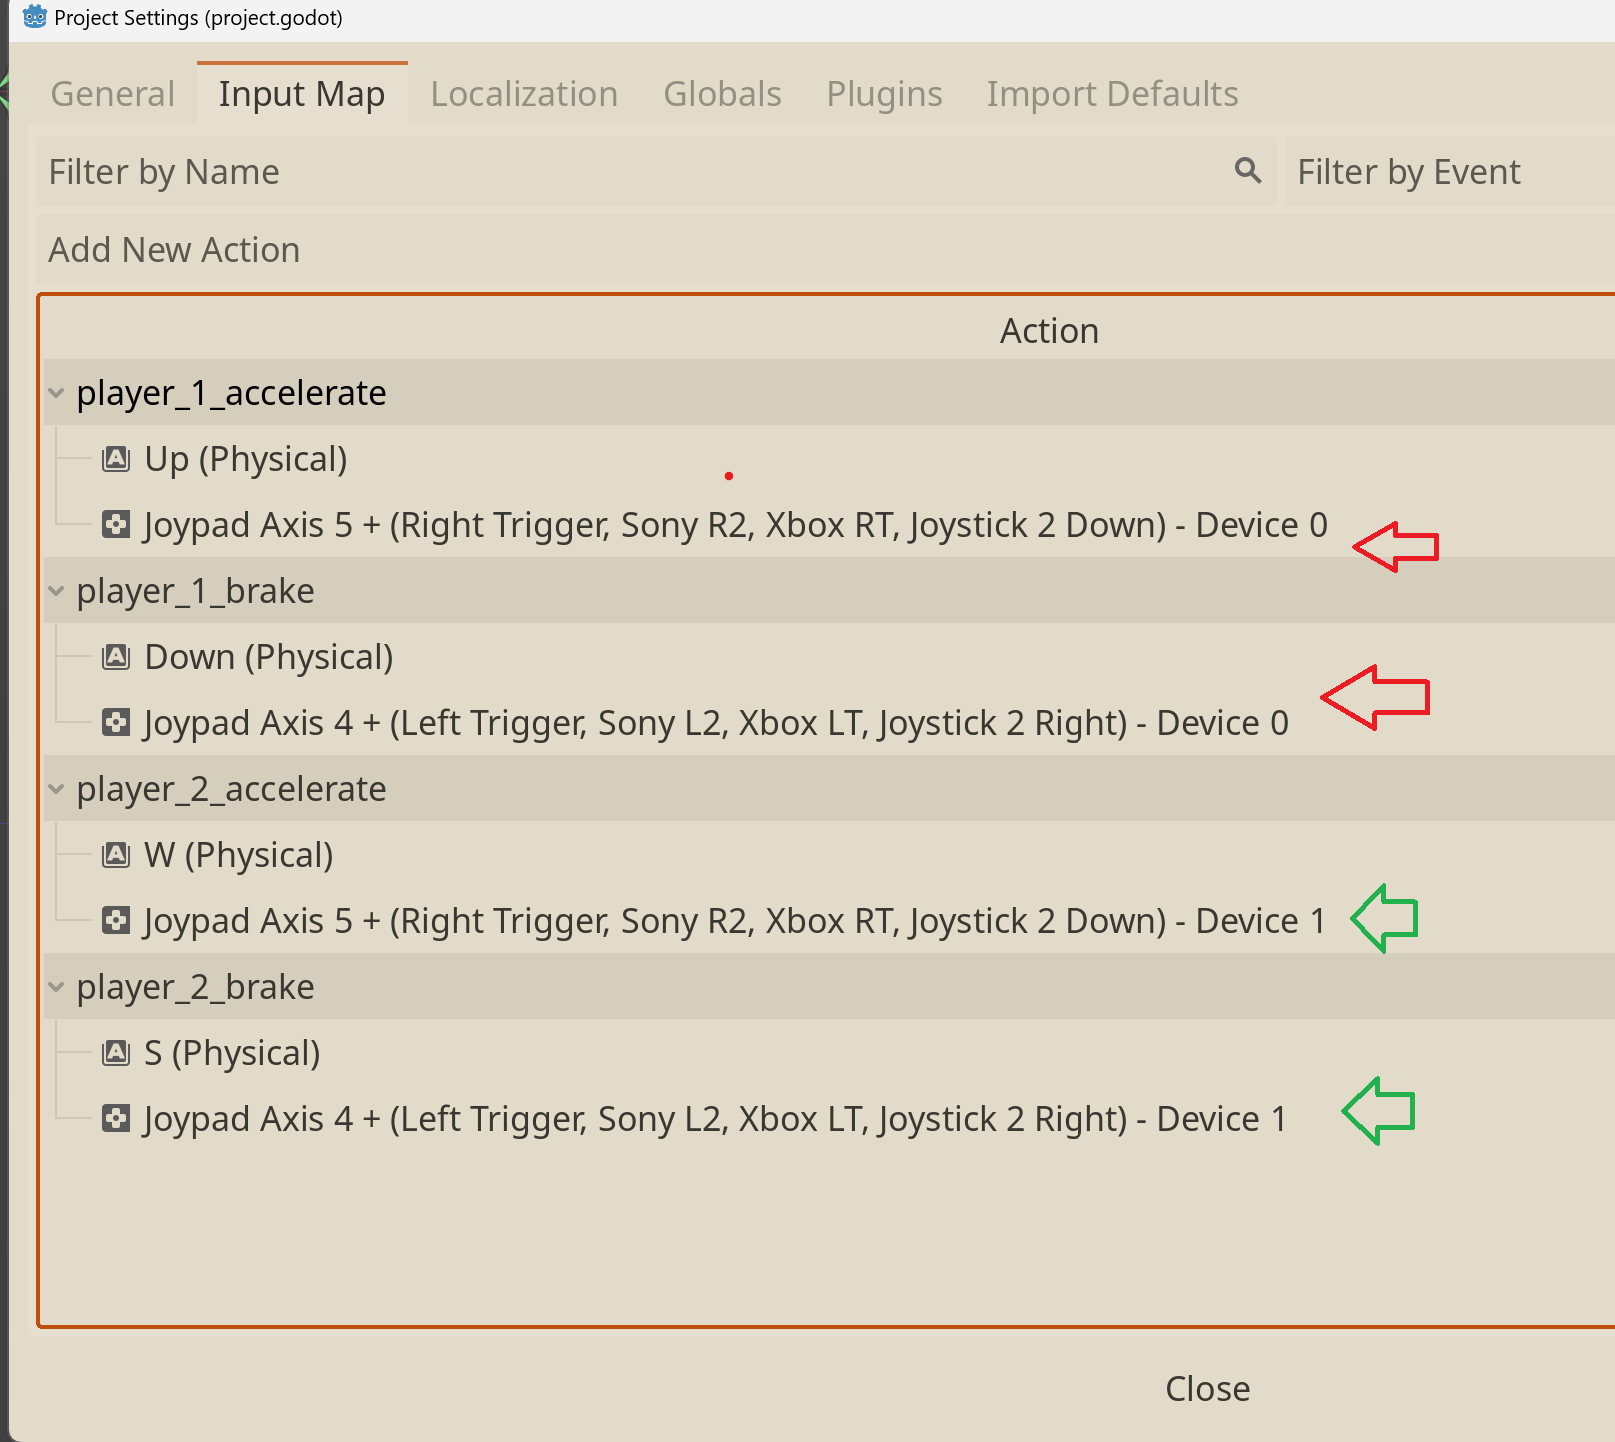 Project Settings (project.godot)
General Input Map Localization Globals Plugins Import Defaults
Filter by Name Filter by Event
Add New Action
Action
player_1_accelerate
Up (Physical)
Joypad Axis 5 + (Right Trigger, Sony R2, Xbox RT, Joystick 2 Down) - Device 0
player_1_brake
Down (Physical)
Joypad Axis 4 + (Left Trigger, Sony L2, Xbox LT, Joystick 2 Right) - Device 0
player_2_accelerate
W (Physical)
Joypad Axis 5 + (Right Trigger, Sony R2, Xbox RT, Joystick 2 Down) - Device 1
player_2_brake
S (Physical)
Joypad Axis 4 + (Left Trigger, Sony L2, Xbox LT, Joystick 2 Right) - Device 1
Close